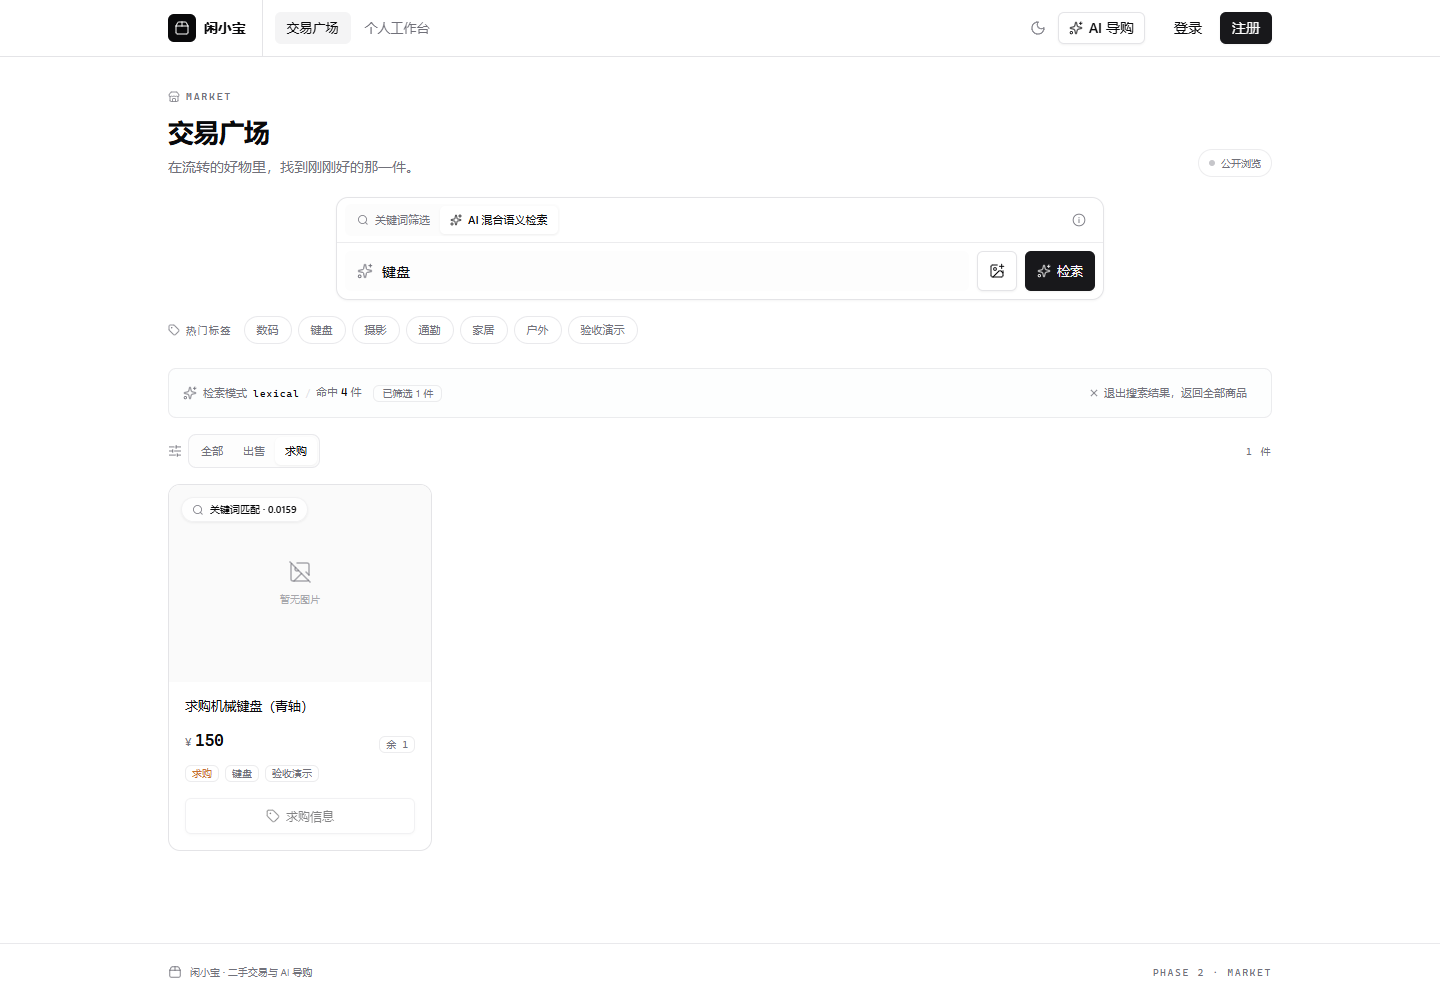 闲小宝
交易广场
个人工作台
AI 导购
登录
注册
MARKET
交易广场
在流转的好物里，找到刚刚好的那一件。
公开浏览
关键词筛选
AI 混合语义检索
键盘
检索
热门标签
数码
键盘
摄影
通勤
家居
户外
验收演示
检索模式 lexical / 命中 4 件
已筛选 1 件
× 退出搜索结果，返回全部商品
全部
出售
求购
1 件
关键词匹配 · 0.0159
暂无图片
求购机械键盘（青轴）
¥ 150
余 1
求购
键盘
验收演示
求购信息
闲小宝 · 二手交易与 AI 导购
PHASE 2 · MARKET